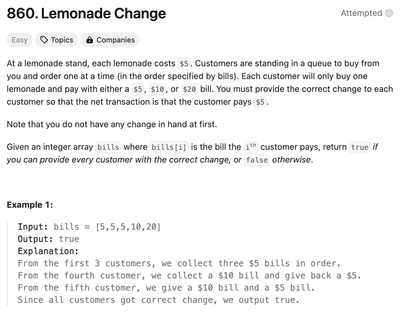 860. Lemonade Change
Attempted
Easy Topics Companies
At a lemonade stand, each lemonade costs $5. Customers are standing in a queue to buy from
you and order one at a time (in the order specified by bills). Each customer will only buy one
lemonade and pay with either a $5, $10, or $20 bill. You must provide the correct change to each
customer so that the net transaction is that the customer pays $5.
Note that you do not have any change in hand at first.
Given an integer array bills where bills[i] is the bill the ith customer pays, return true if
you can provide every customer with the correct change, or false otherwise.
Example 1:
Input: bills = [5,5,5,10,20]
Output: true
Explanation:
From the first 3 customers, we collect three $5 bills in order.
From the fourth customer, we collect a $10 bill and give back a $5.
From the fifth customer, we give a $10 bill and a $5 bill.
Since all customers got correct change, we output true.